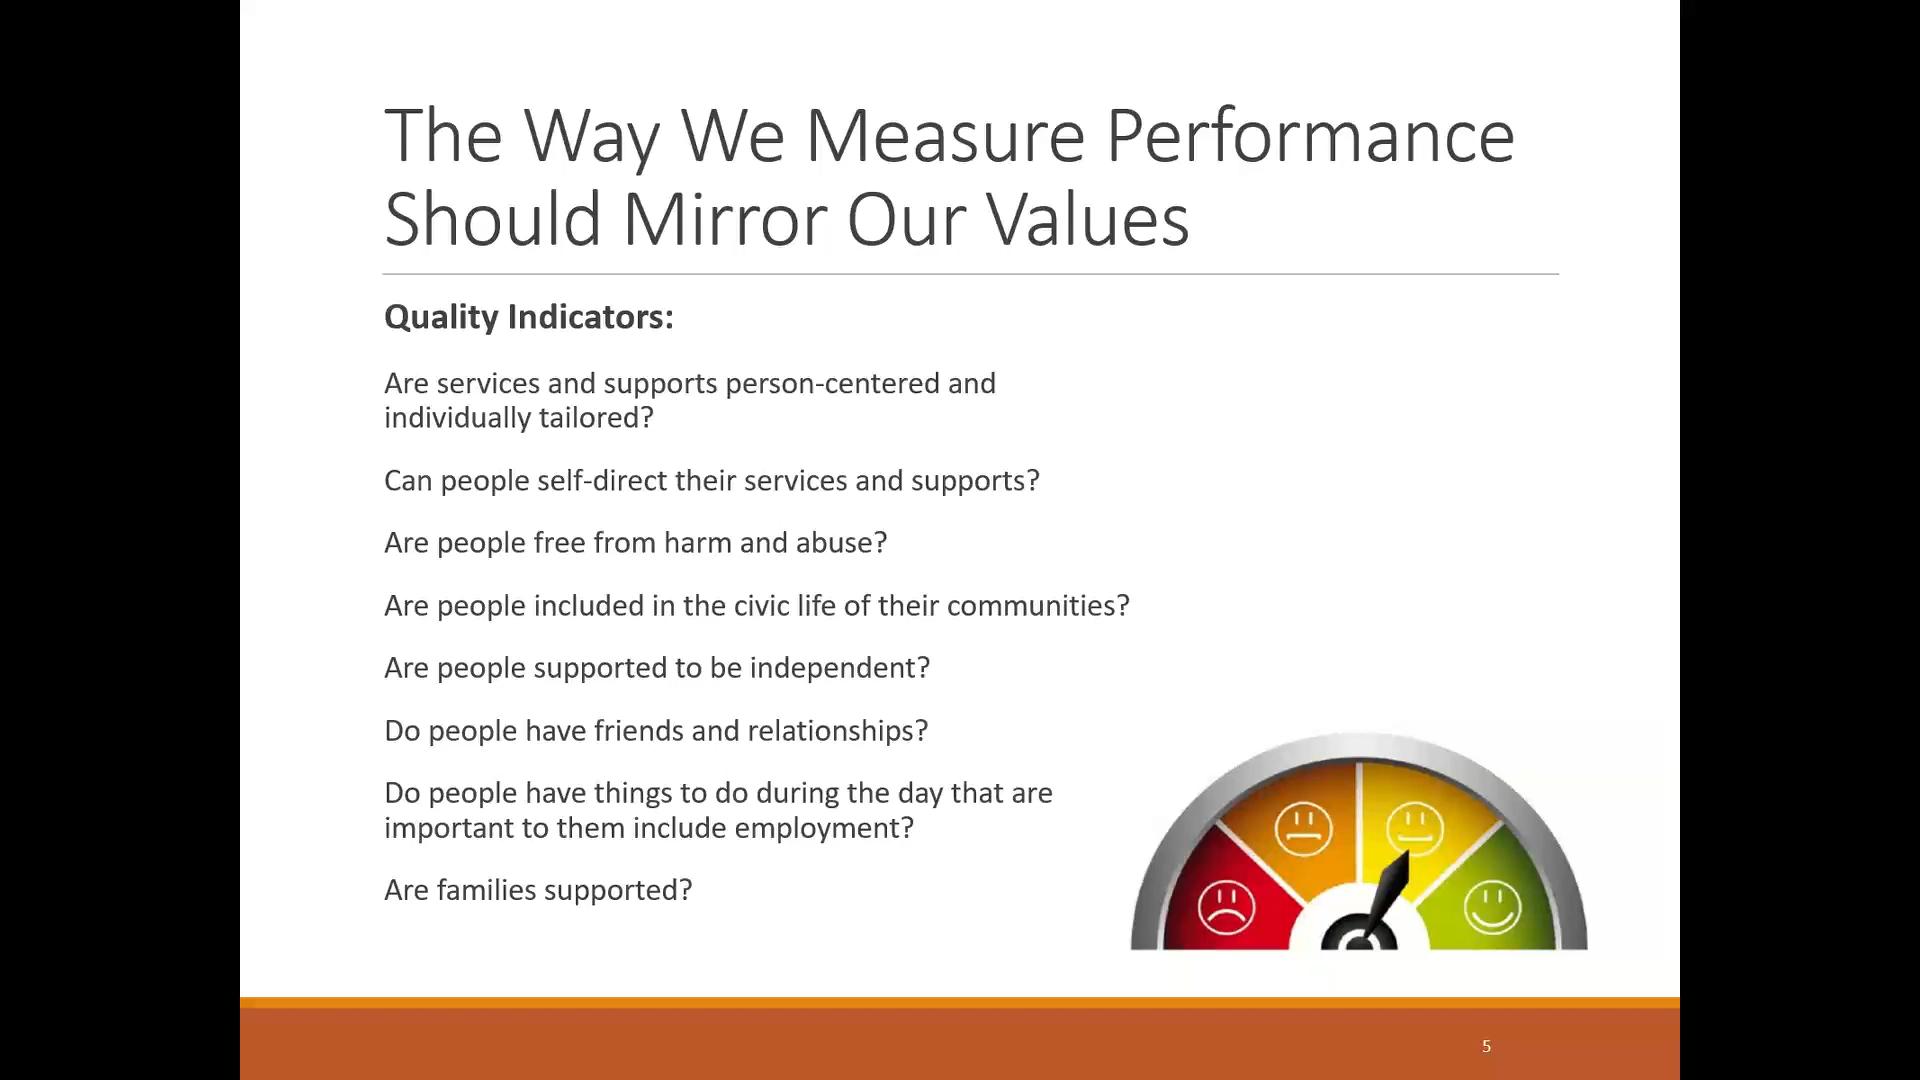 The Way We Measure Performance
Should Mirror Our Values
Quality Indicators:
Are services and supports person-centered and
individually tailored?
Can people self-direct their services and supports?
Are people free from harm and abuse?
Are people included in the civic life of their communities?
Are people supported to be independent?
Do people have friends and relationships?
Do people have things to do during the day that are
important to them include employment?
Are families supported?
5